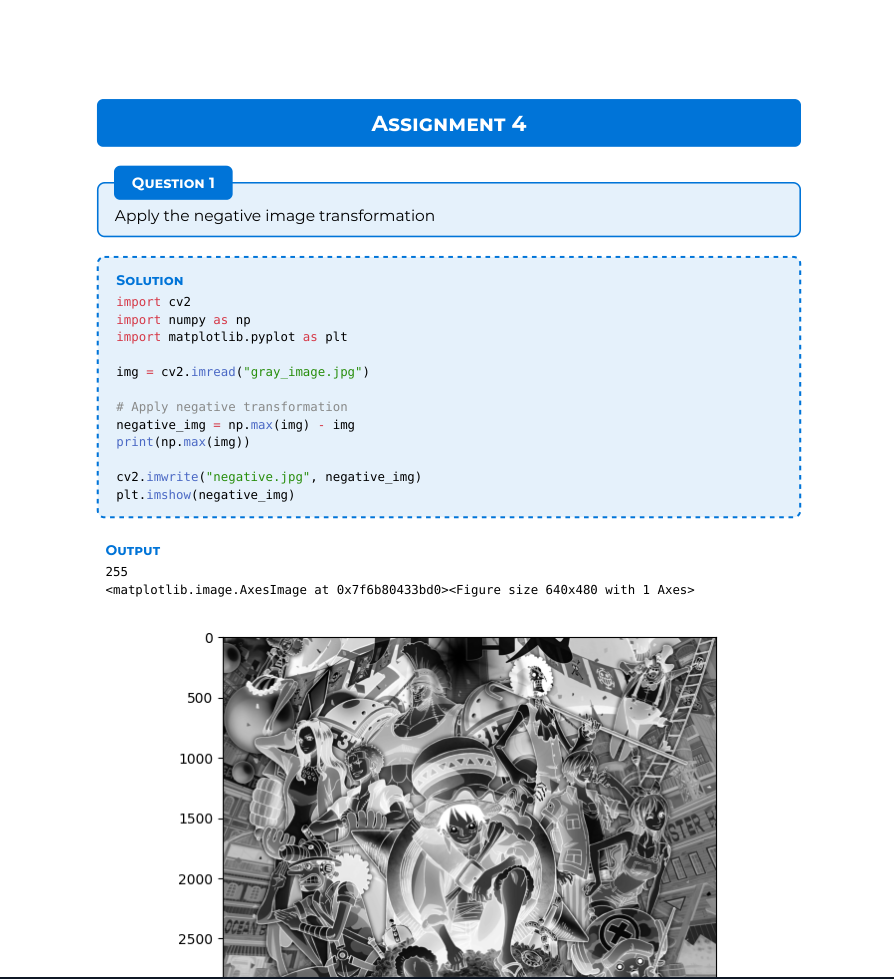 ASSIGNMENT 4
QUESTION 1
Apply the negative image transformation
SOLUTION
import cv2
import numpy as np
import matplotlib.pyplot as plt
img = cv2.imread("gray_image.jpg")
# Apply negative transformation
negative_img = np.max(img) - img
print(np.max(img))
cv2.imwrite("negative.jpg", negative_img)
plt.imshow(negative_img)
OUTPUT
255
<matplotlib.image.AxesImage at 0x7f6b80433bd0><Figure size 640x480 with 1 Axes>
0
500
1000
1500
2000
2500